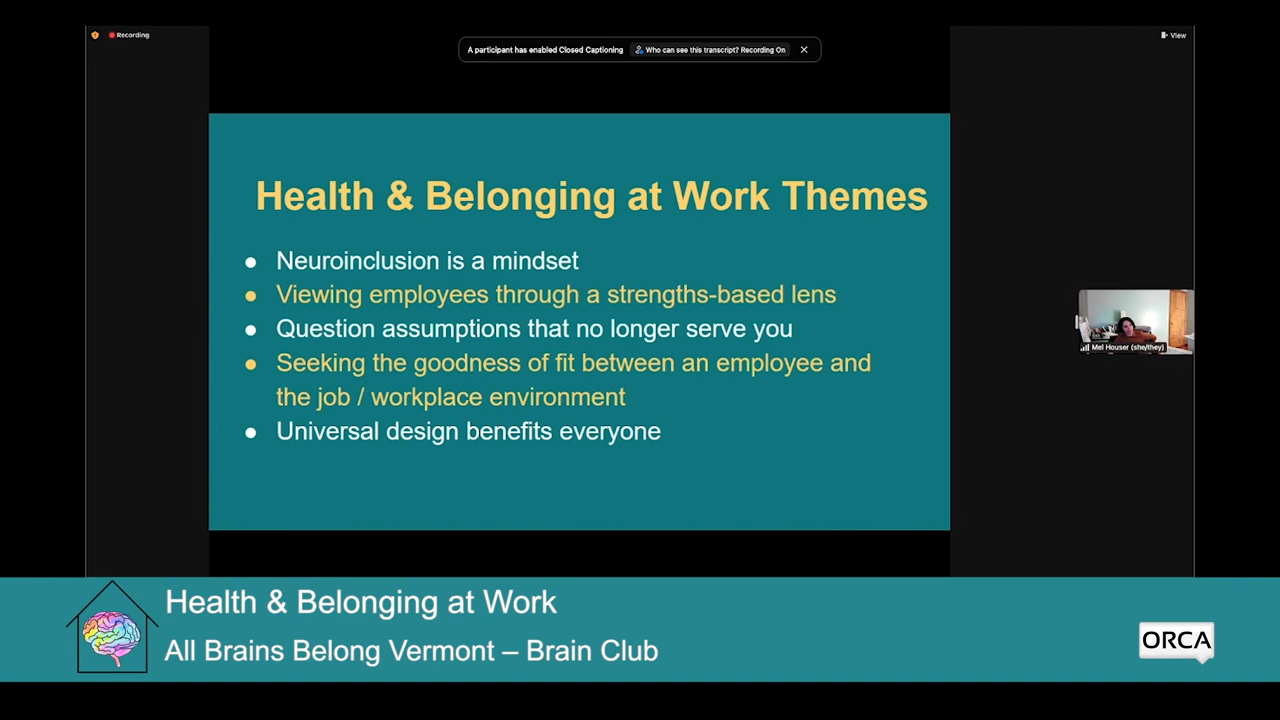 Recording
A participant has enabled Closed Captioning
Who can see this transcript? Recording On
View
Health & Belonging at Work Themes
● Neuroinclusion is a mindset
● Viewing employees through a strengths-based lens
● Question assumptions that no longer serve you
● Seeking the goodness of fit between an employee and
the job / workplace environment
● Universal design benefits everyone
Mel Houser (she/they)
Health & Belonging at Work
All Brains Belong Vermont – Brain Club
ORCA